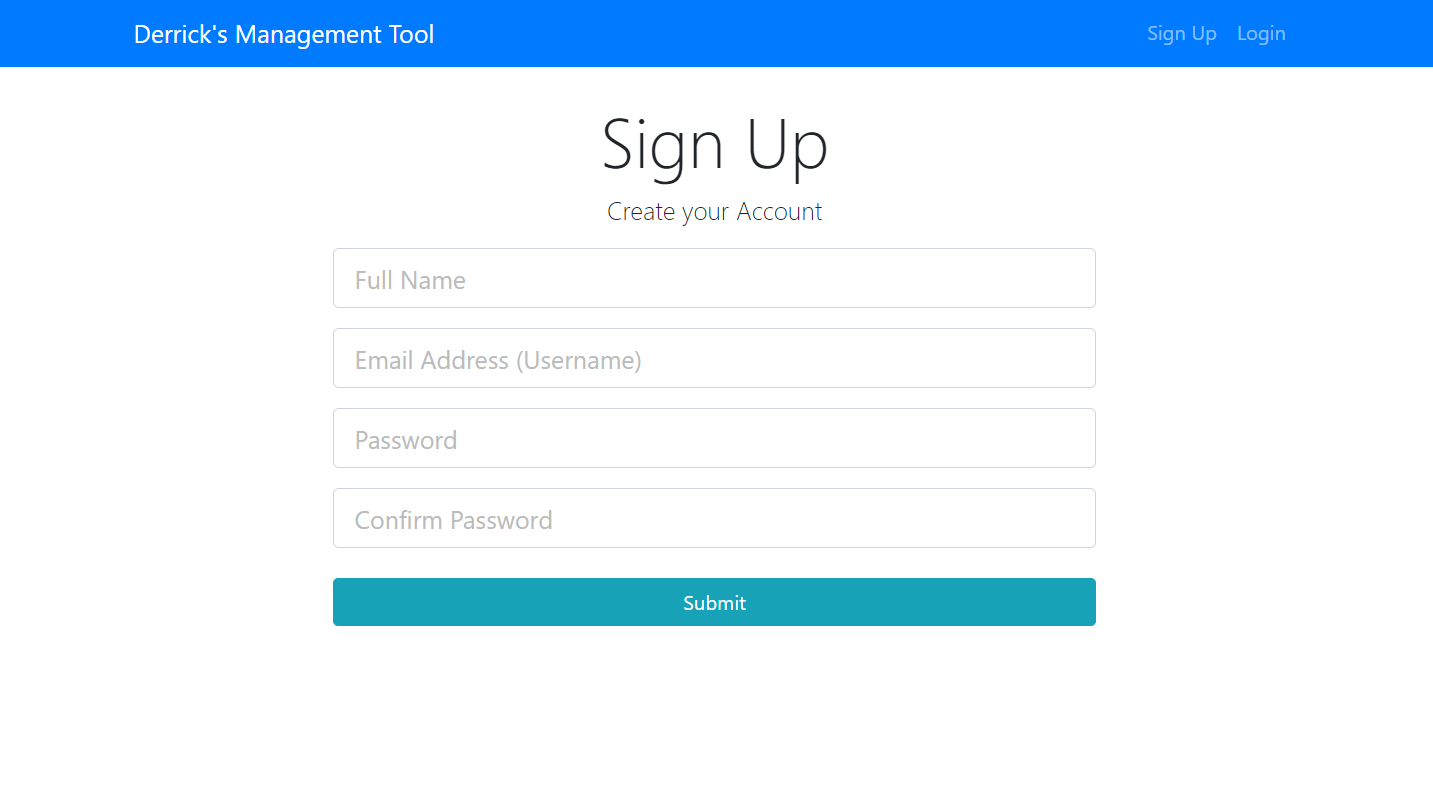 Derrick's Management Tool
Sign Up Login
Sign Up
Create your Account
Full Name
Email Address (Username)
Password
Confirm Password
Submit